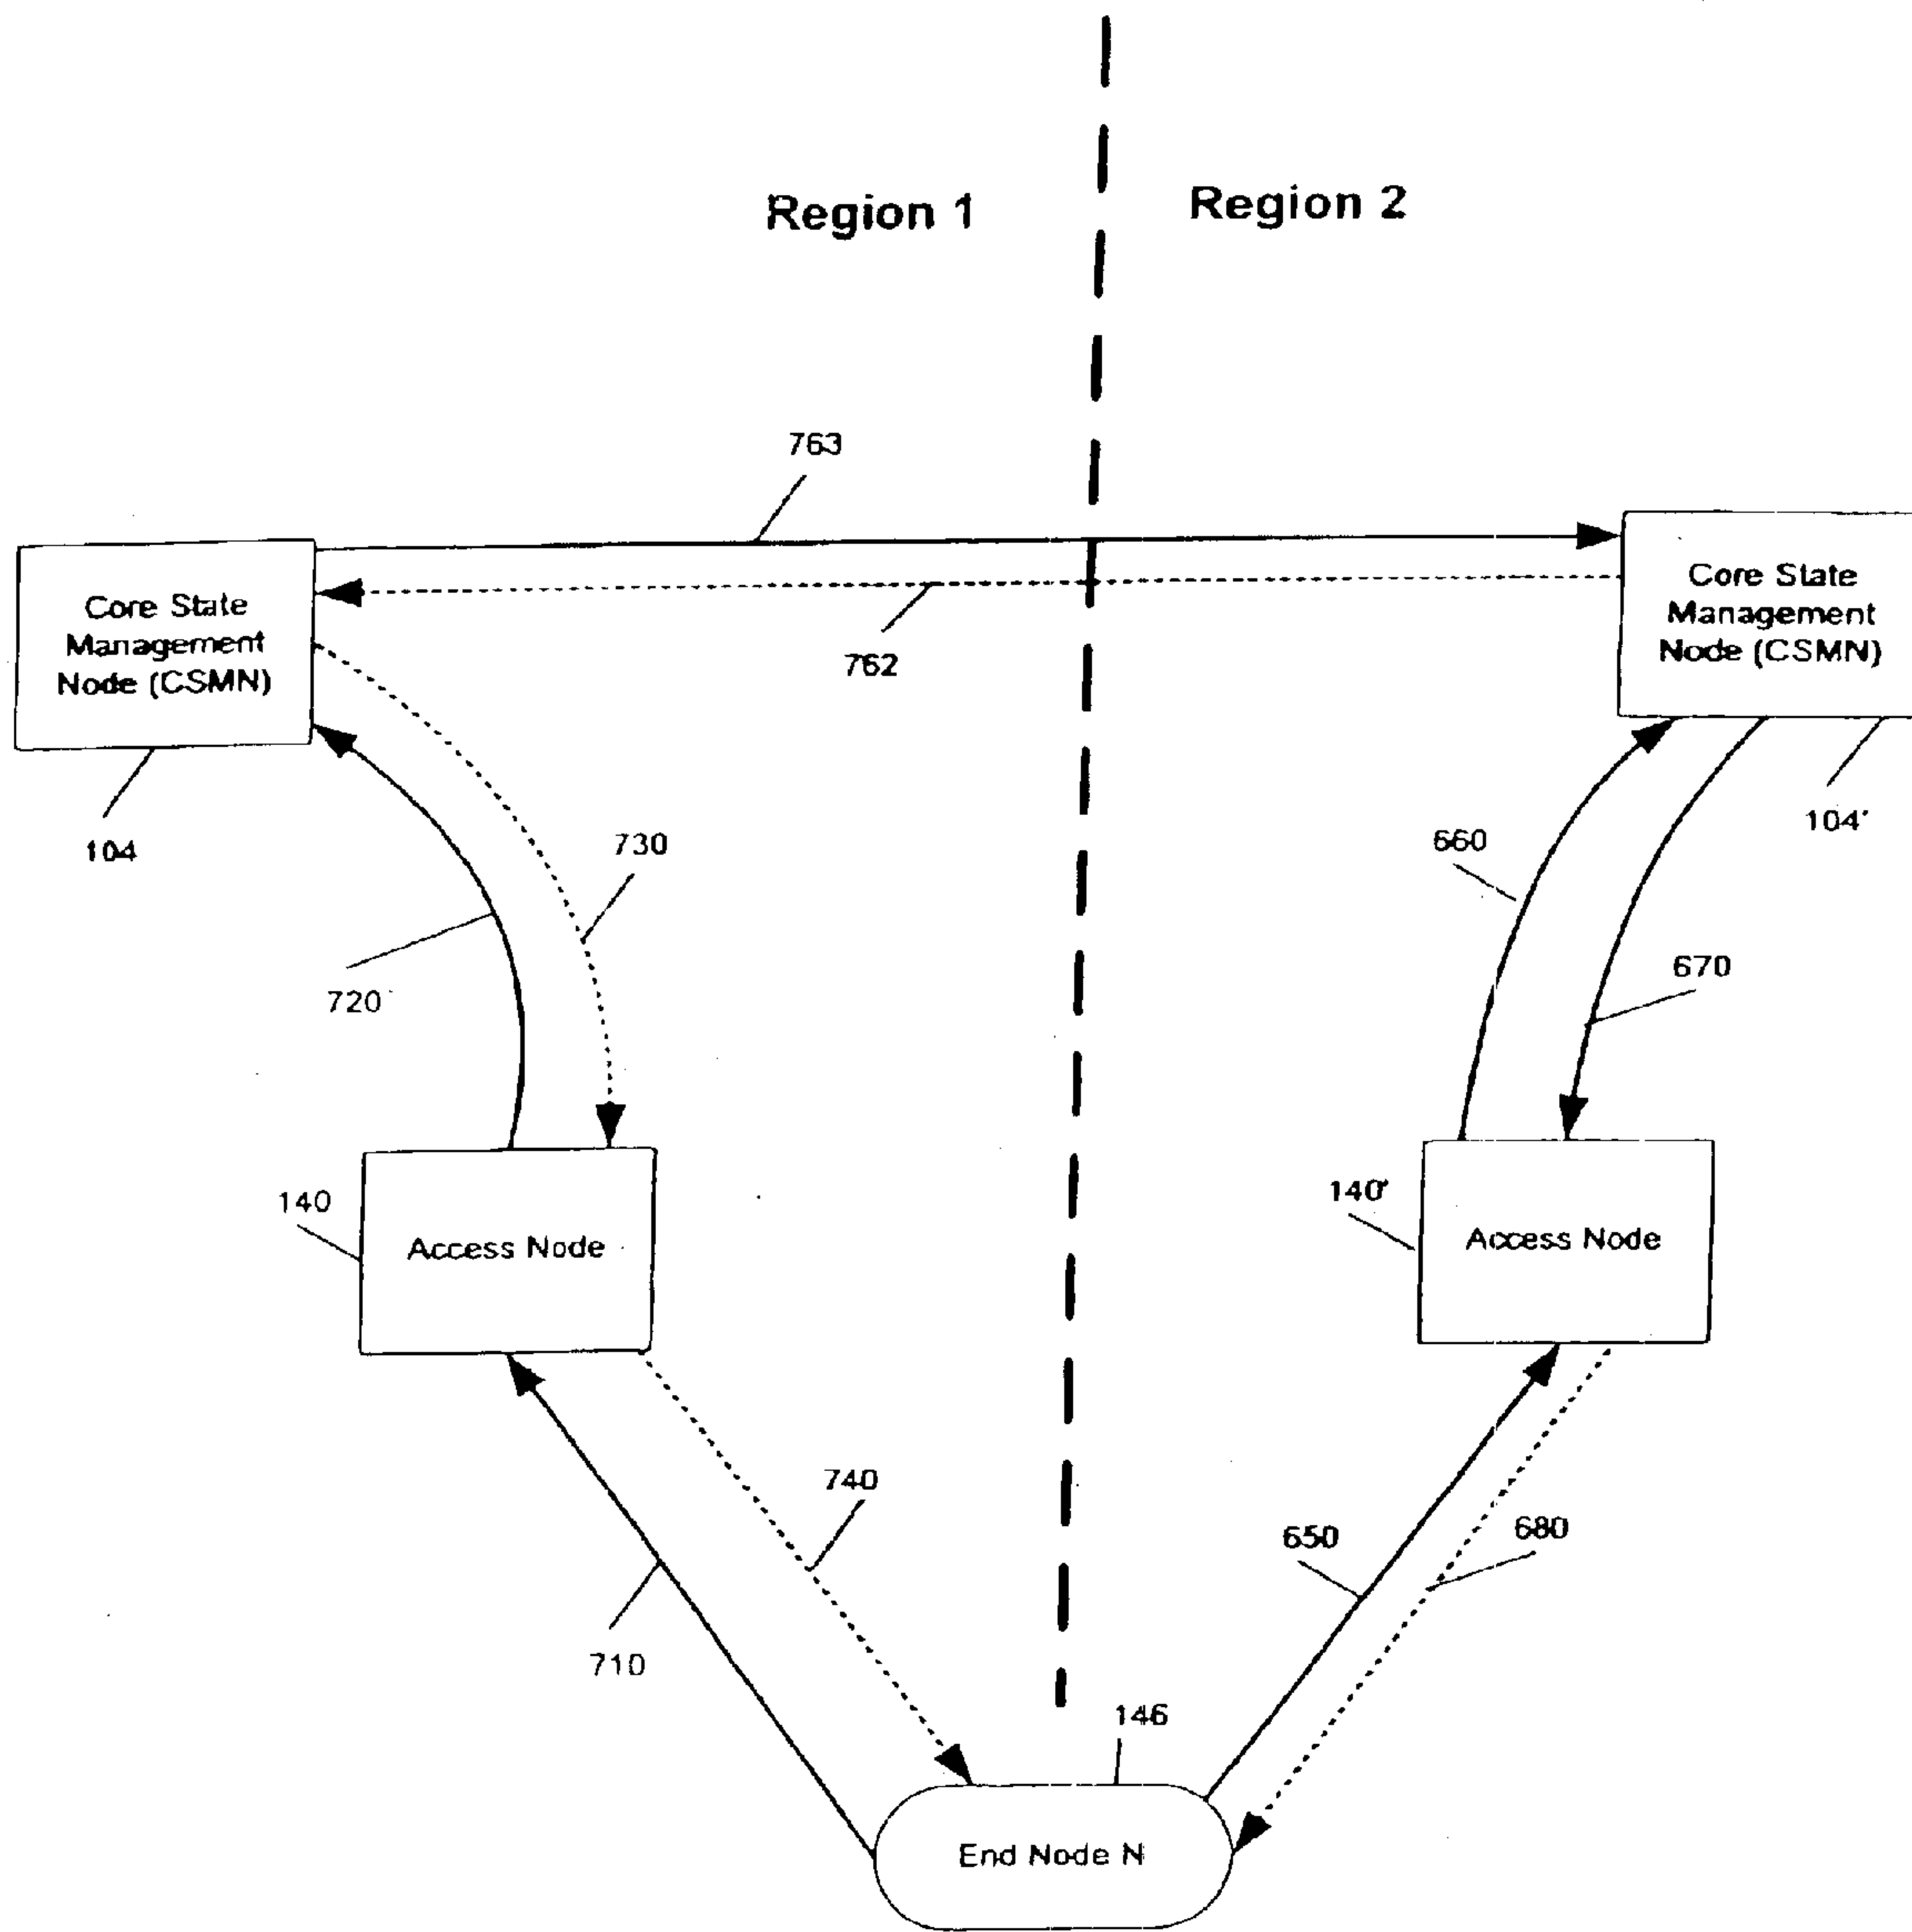 Region 1
Region 2
763
Core State
Management
Node (CSMN)
762
Core State
Management
Node (CSMN)
104
730
660
104'
720
670
140
Access Node
140'
Access Node
740
650
680
710
146
End Node N